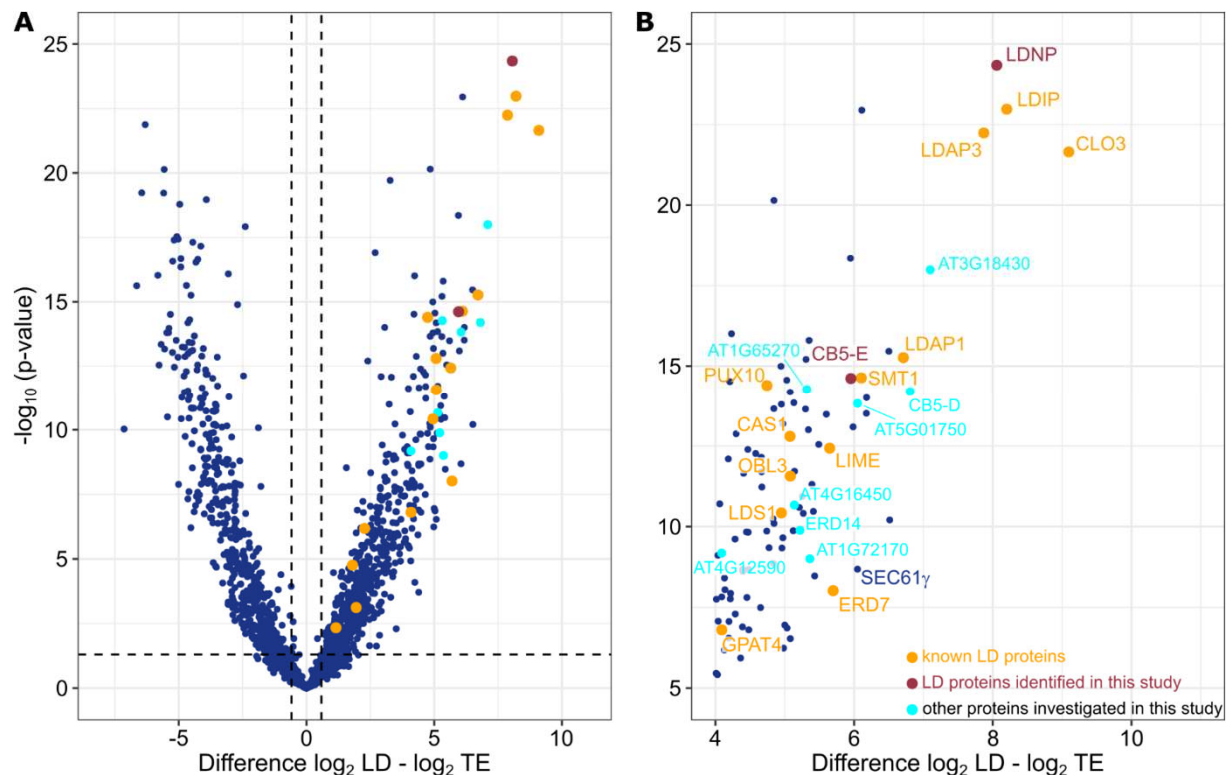 A
25
20
15
10
5
0
-5
0
5
10
-log₁₀ (p-value)
Difference log₂ LD - log₂ TE
B
25
20
15
10
5
4
6
8
10
Difference log₂ LD - log₂ TE
LDNP
LDIP
LDAP3
CLO3
AT3G18430
LDAP1
AT1G65270
CB5-E
PUX10
SMT1
CB5-D
AT5G01750
CAS1
LIME
OBL3
AT4G16450
LDS1
ERD14
AT1G72170
AT4G12590
SEC61γ
ERD7
GPAT4
known LD proteins
LD proteins identified in this study
other proteins investigated in this study